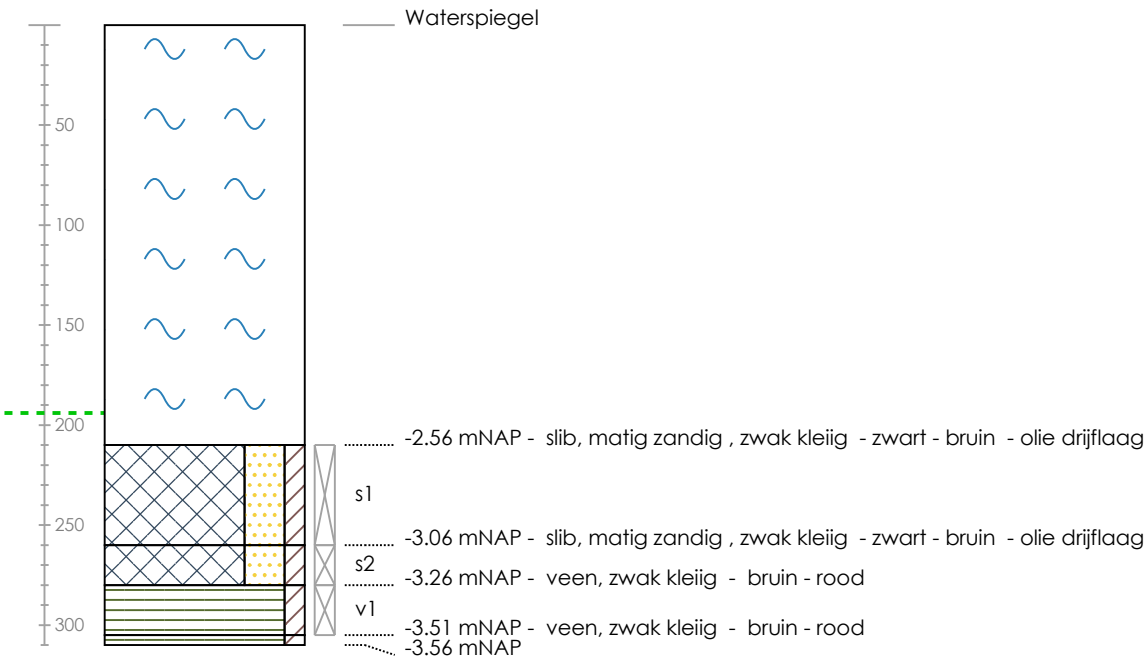 Waterspiegel
50
100
150
200
-2.56 mNAP - slib, matig zandig , zwak kleiig - zwart - bruin - olie drijflaag
s1
250
-3.06 mNAP - slib, matig zandig , zwak kleiig - zwart - bruin - olie drijflaag
s2
-3.26 mNAP - veen, zwak kleiig - bruin - rood
v1
300
-3.51 mNAP - veen, zwak kleiig - bruin - rood
-3.56 mNAP